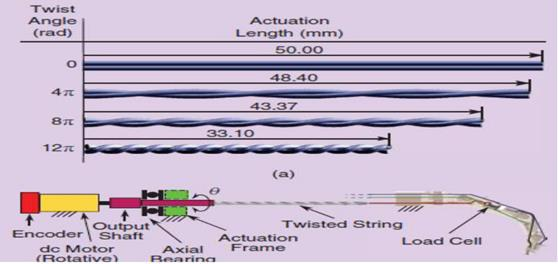 Twist
Angle
(rad)
Actuation
Length (mm)
0
50.00
4π
48.40
8π
43.37
12π
33.10
(a)
θ
Encoder
dc Motor
(Rotative)
Output
Shaft
Axial
Bearing
Actuation
Frame
Twisted String
Load Cell